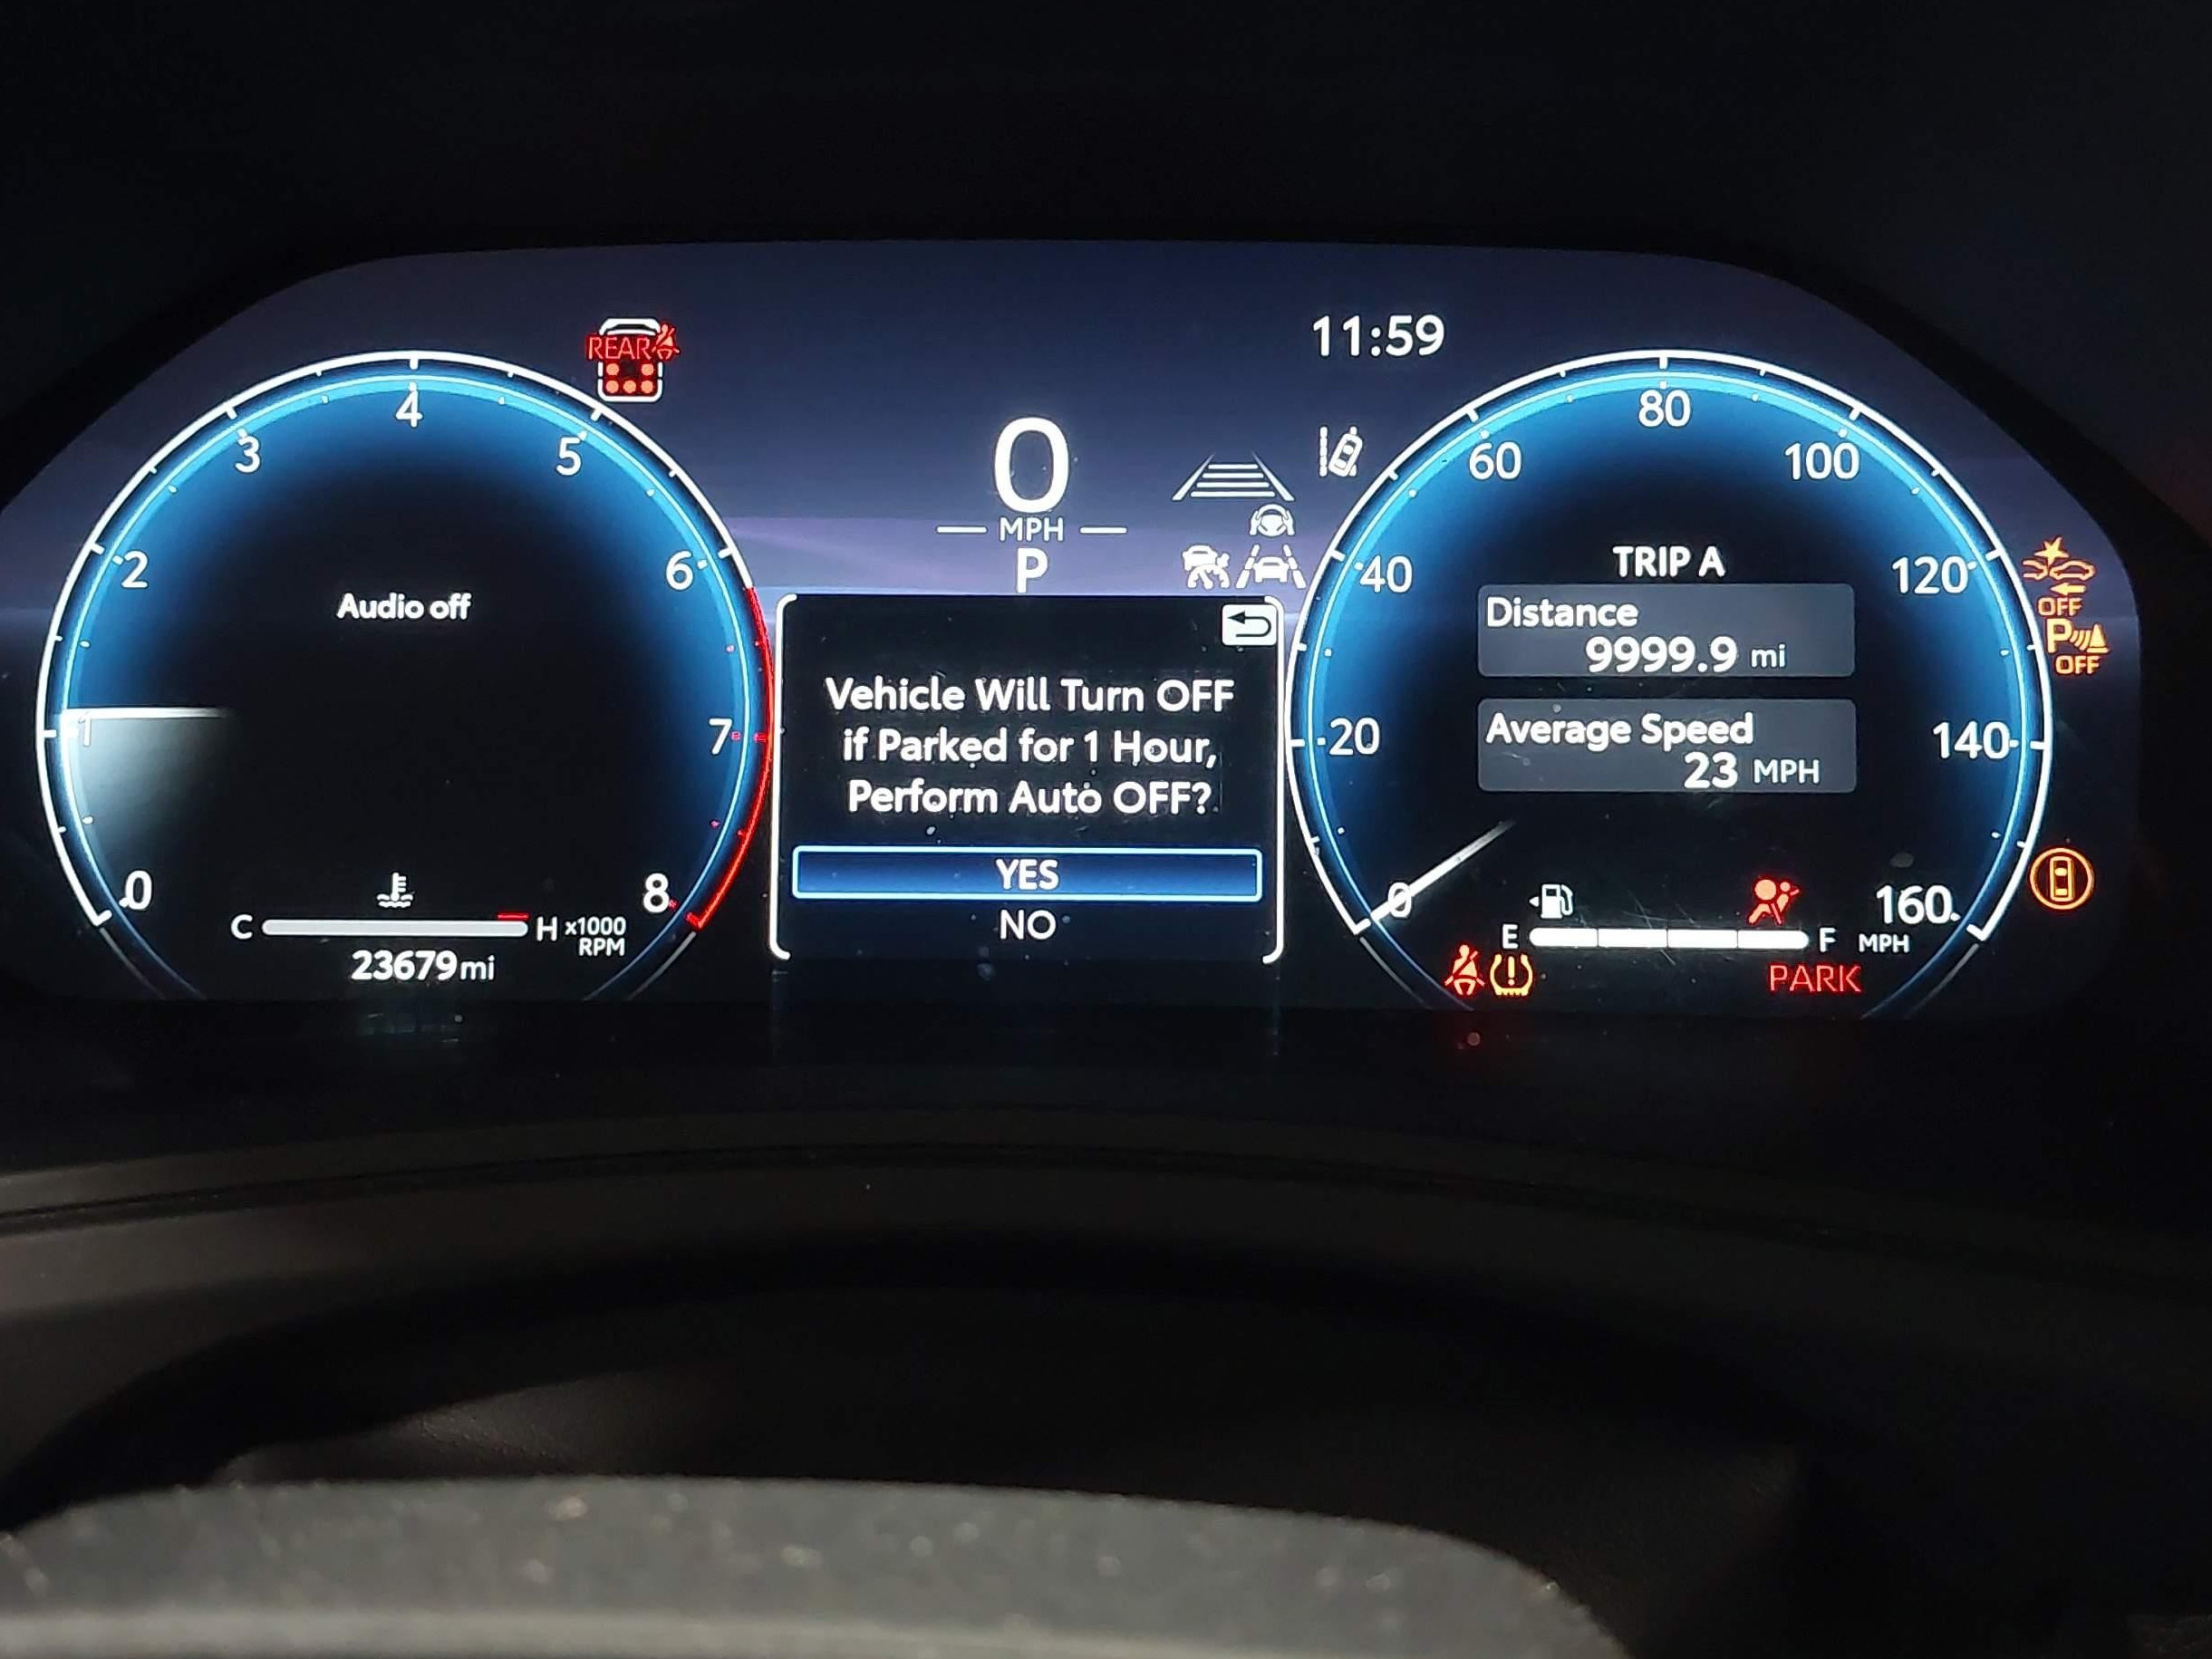 REAR
11:59
0
MPH
P
0
1
2
3
4
5
6
7
8
x1000
RPM
Audio off
C
H
23679 mi
Vehicle Will Turn OFF
if Parked for 1 Hour,
Perform Auto OFF?
YES
NO
0
20
40
60
80
100
120
140
160
MPH
TRIP A
Distance
9999.9 mi
Average Speed
23 MPH
E
F
PARK
OFF
P
OFF